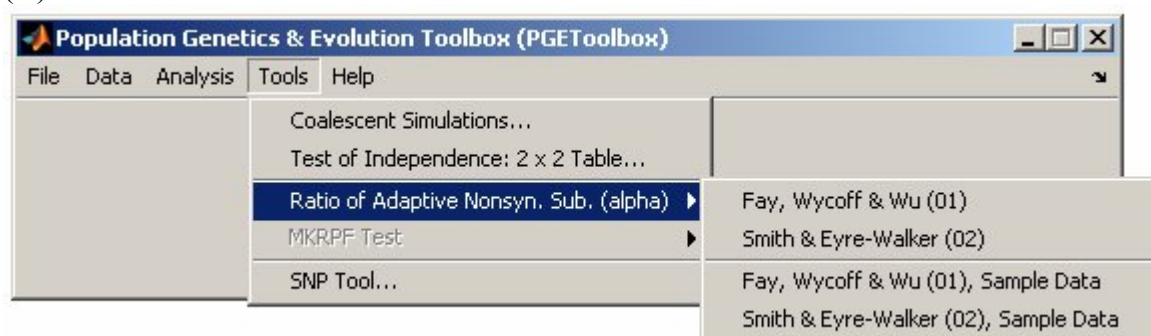 Population Genetics & Evolution Toolbox (PGEToolbox)
File Data Analysis Tools Help
Coalescent Simulations...
Test of Independence: 2 x 2 Table...
Ratio of Adaptive Nonsyn. Sub. (alpha)
MKRPF Test
SNP Tool...
Fay, Wycoff & Wu (01)
Smith & Eyre-Walker (02)
Fay, Wycoff & Wu (01), Sample Data
Smith & Eyre-Walker (02), Sample Data